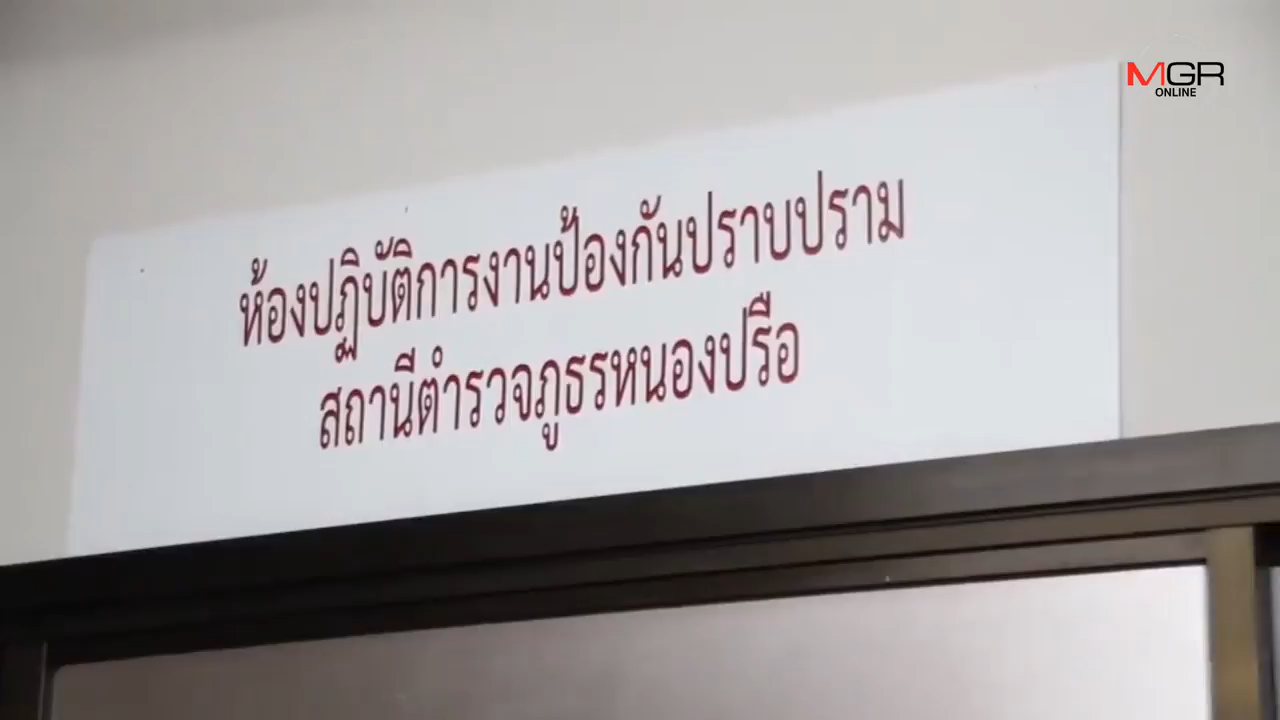 MGR
ONLINE
ห้องปฏิบัติการงานป้องกันปราบปราม
สถานีตำรวจภูธรหนองปรือ